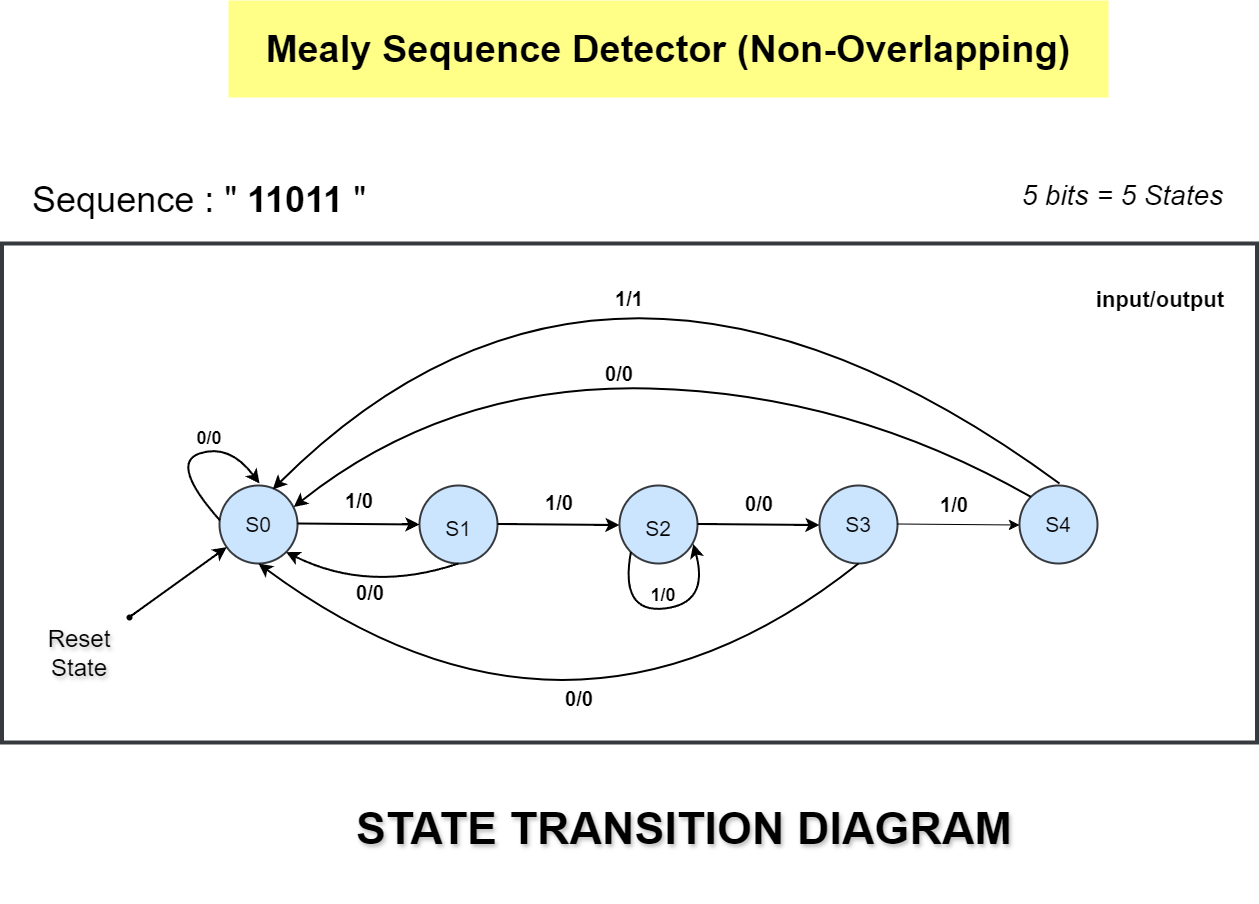 Mealy Sequence Detector (Non-Overlapping)
Sequence : " 11011 "
5 bits = 5 States
input/output
1/1
0/0
0/0
1/0
1/0
0/0
1/0
S0
S1
S2
S3
S4
0/0
1/0
Reset
State
0/0
STATE TRANSITION DIAGRAM